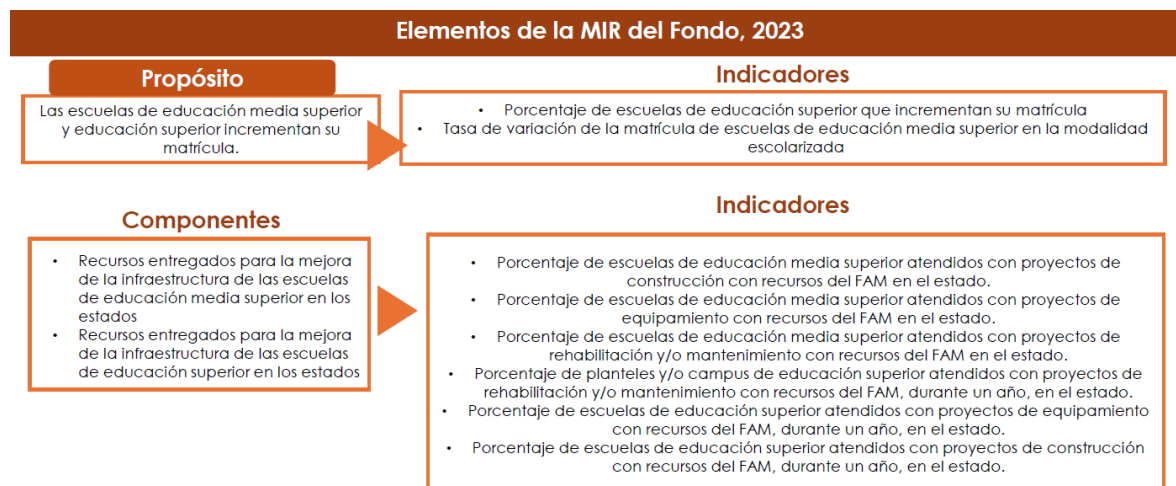 Elementos de la MIR del Fondo, 2023
Propósito
Las escuelas de educación media superior
y educación superior incrementan su
matrícula.
Indicadores
• Porcentaje de escuelas de educación superior que incrementan su matrícula
• Tasa de variación de la matrícula de escuelas de educación media superior en la modalidad
escolarizada
Componentes
• Recursos entregados para la mejora
de la infraestructura de las escuelas
de educación media superior en los
estados
• Recursos entregados para la mejora
de la infraestructura de las escuelas
de educación superior en los estados
Indicadores
• Porcentaje de escuelas de educación media superior atendidos con proyectos de
construcción con recursos del FAM en el estado.
• Porcentaje de escuelas de educación media superior atendidos con proyectos de
equipamiento con recursos del FAM en el estado.
• Porcentaje de escuelas de educación media superior atendidos con proyectos de
rehabilitación y/o mantenimiento con recursos del FAM en el estado.
• Porcentaje de planteles y/o campus de educación superior atendidos con proyectos de
rehabilitación y/o mantenimiento con recursos del FAM, durante un año, en el estado.
• Porcentaje de escuelas de educación superior atendidos con proyectos de equipamiento
con recursos del FAM, durante un año, en el estado.
• Porcentaje de escuelas de educación superior atendidos con proyectos de construcción
con recursos del FAM, durante un año, en el estado.